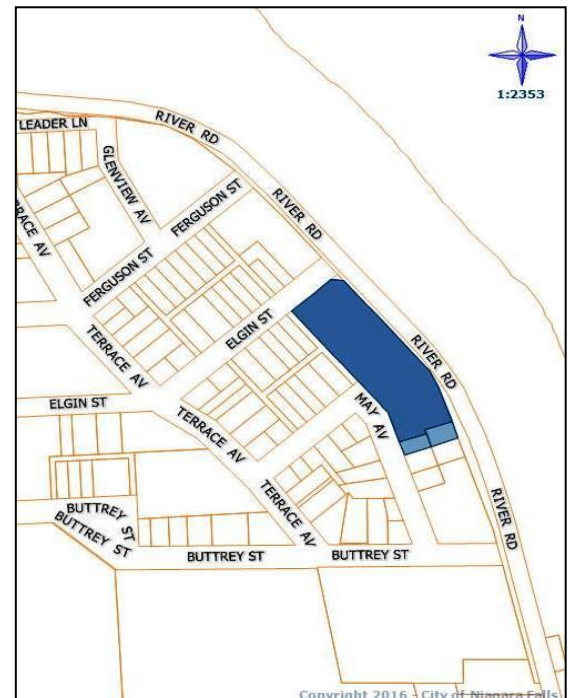 N
1:2353
LEADER LN
RIVER RD
GLENVIEW AV
FERGUSON ST
RIVER RD
RRACE AV
FERGUSON ST
ELGIN ST
RIVER RD
TERRACE AV
MAY AV
ELGIN ST
TERRACE AV
TERRACE AV
RIVER RD
BUTTREY ST
BUTTREY ST
BUTTREY ST
BUTTREY ST
Copyright 2016 - City of Niagara Falls